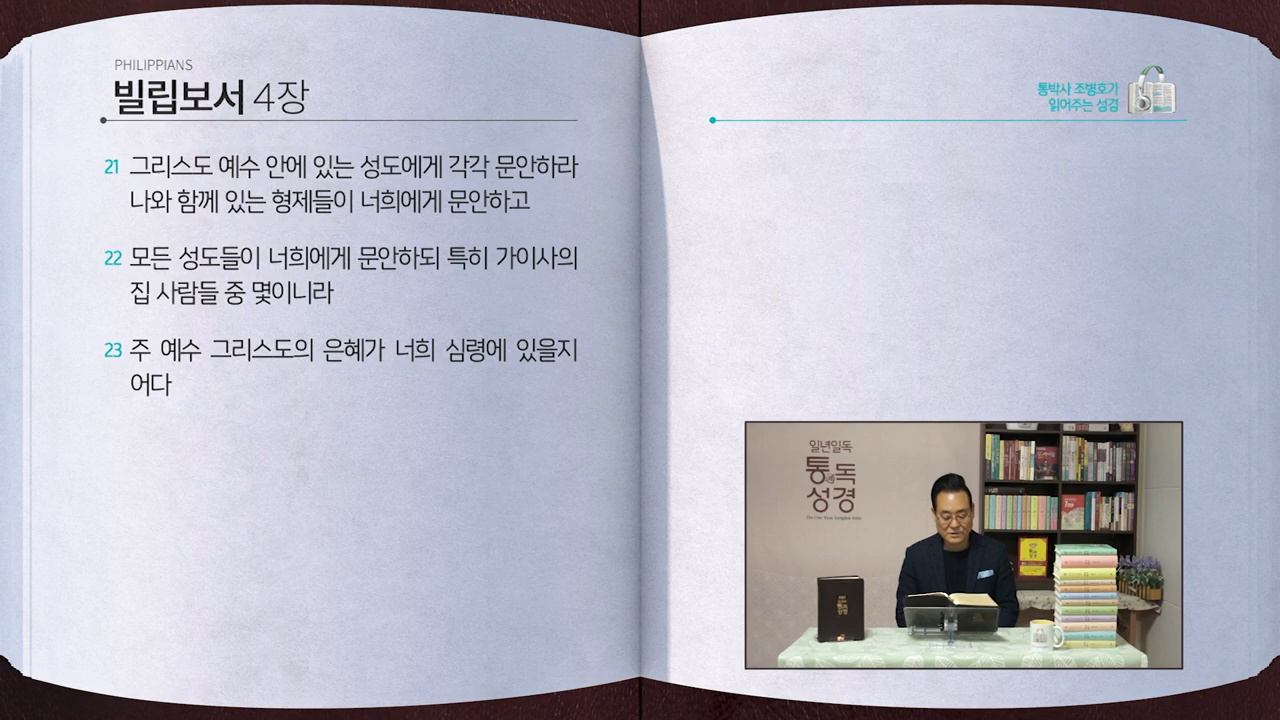 PHILIPPIANS
빌립보서 4장
21 그리스도 예수 안에 있는 성도에게 각각 문안하라
나와 함께 있는 형제들이 너희에게 문안하고
22 모든 성도들이 너희에게 문안하되 특히 가이사의
집 사람들 중 몇이니라
23 주 예수 그리스도의 은혜가 너희 심령에 있을지
어다
통박사 조병호가
읽어주는 성경
일년일독
통독
성경